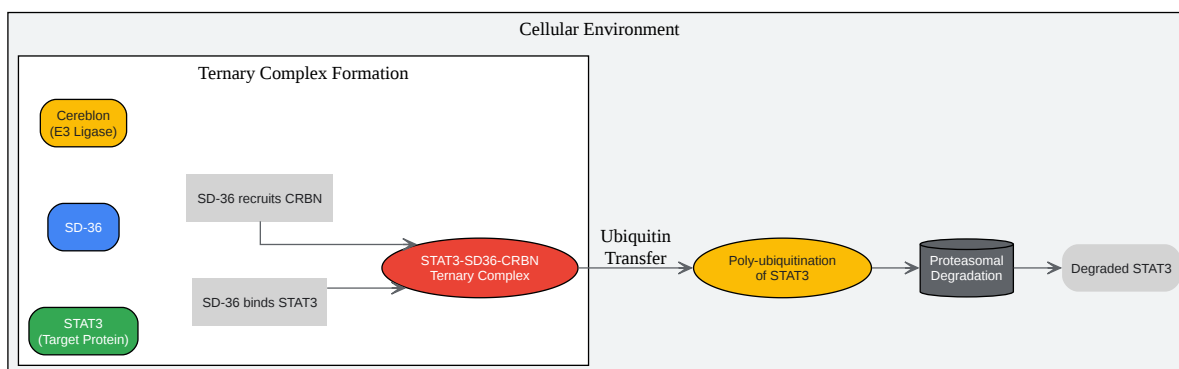 Cellular Environment
Ternary Complex Formation
Cereblon
(E3 Ligase)
SD-36 recruits CRBN
SD-36
STAT3-SD36-CRBN
Ternary Complex
SD-36 binds STAT3
STAT3
(Target Protein)
Ubiquitin
Transfer
Poly-ubiquitination
of STAT3
Proteasomal
Degradation
Degraded STAT3